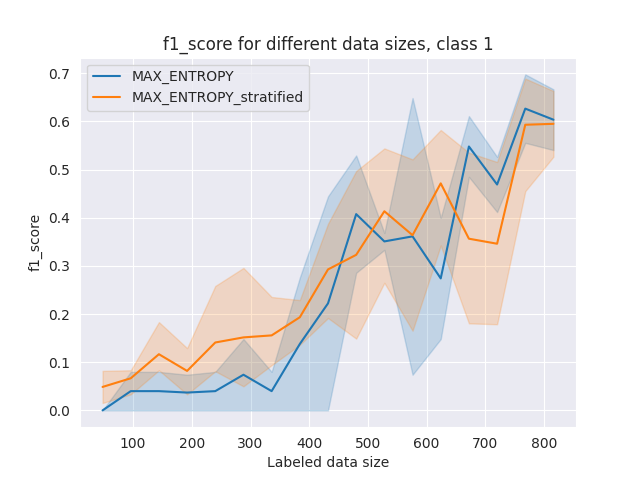 f1_score for different data sizes, class 1
MAX_ENTROPY
MAX_ENTROPY_stratified
f1_score
0.7
0.6
0.5
0.4
0.3
0.2
0.1
0.0
100 200 300 400 500 600 700 800
Labeled data size